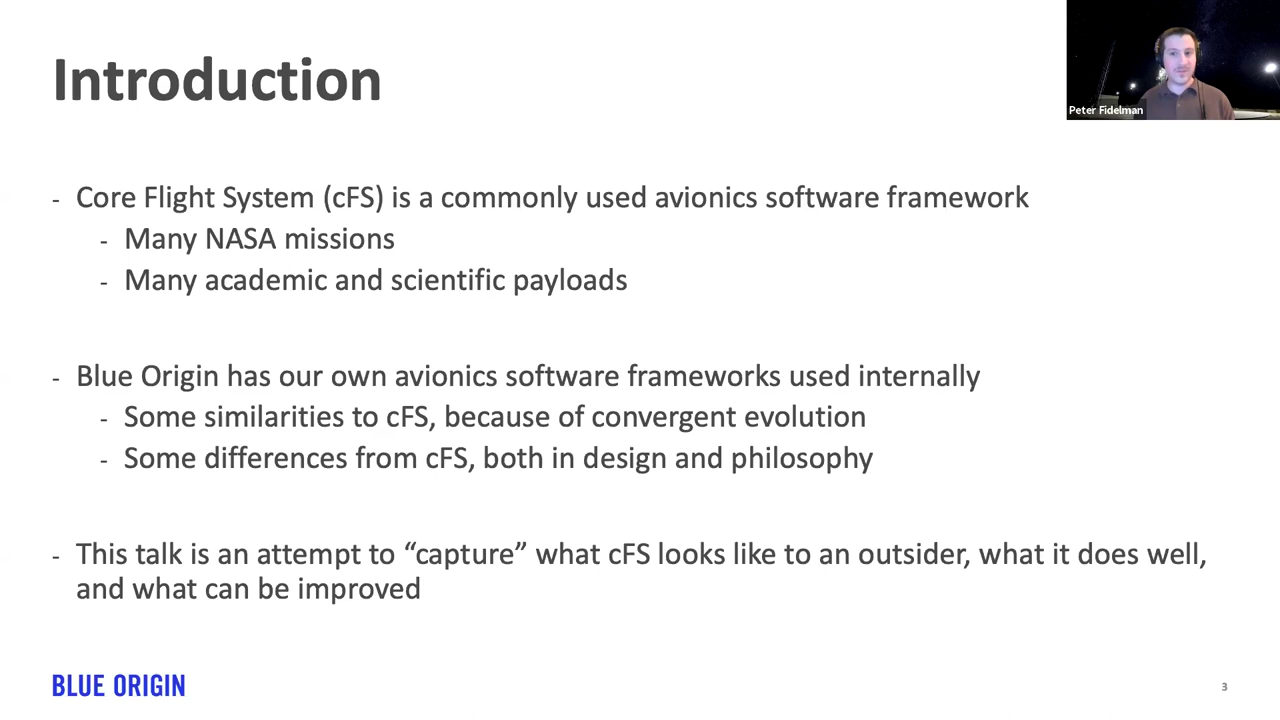 Introduction
Peter Fidelman
- Core Flight System (cFS) is a commonly used avionics software framework
- Many NASA missions
- Many academic and scientific payloads
- Blue Origin has our own avionics software frameworks used internally
- Some similarities to cFS, because of convergent evolution
- Some differences from cFS, both in design and philosophy
- This talk is an attempt to “capture” what cFS looks like to an outsider, what it does well,
and what can be improved
BLUE ORIGIN
3